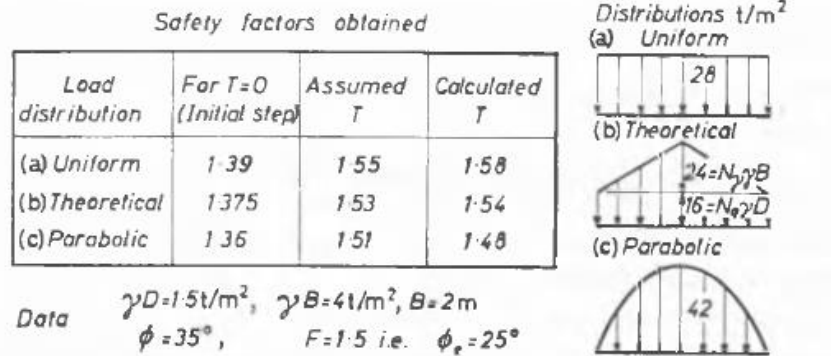 Safety factors obtained
Load distribution
For T=0 (Initial step)
Assumed T
Calculated T
(a) Uniform 1·39 1·55 1·58
(b) Theoretical 1·375 1·53 1·54
(c) Parabolic 1·36 1·51 1·48
Data
γD=1·5t/m², γB=4t/m², B=2m
φ=35°, F=1·5 i.e. φₑ=25°
Distributions t/m²
(a) Uniform
28
(b) Theoretical
24=NγγB
16=NqγD
(c) Parabolic
42